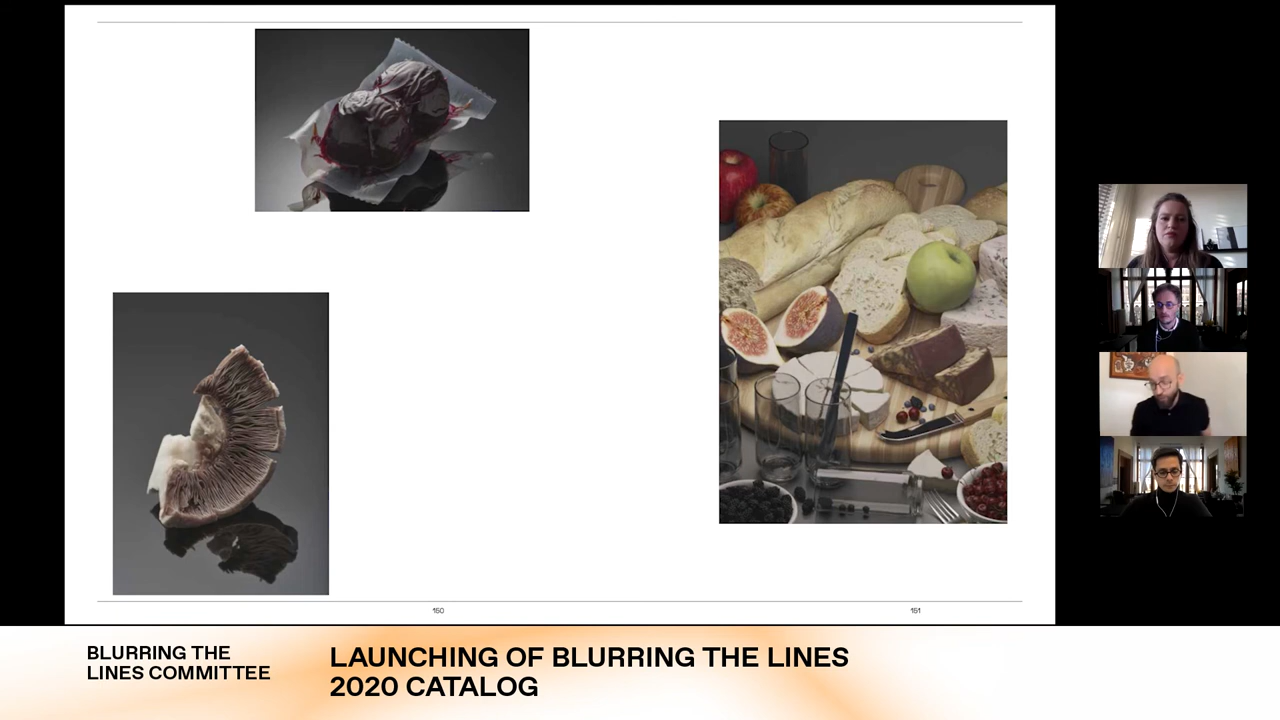 150
151
BLURRING THE
LINES COMMITTEE
LAUNCHING OF BLURRING THE LINES
2020 CATALOG